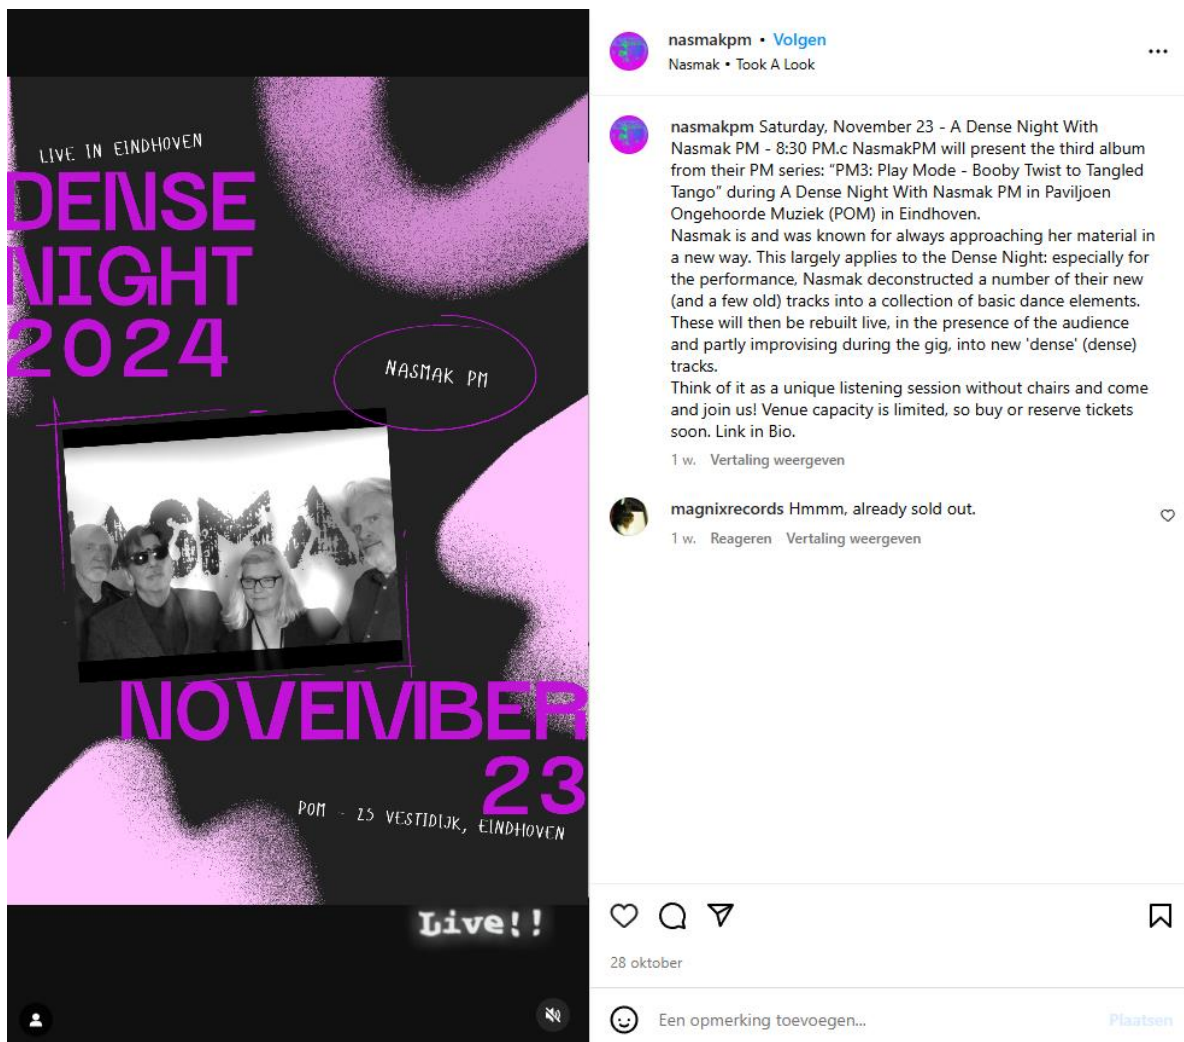 LIVE IN EINDHOVEN
DENSE
NIGHT
2024
NASMAK PM
ASMA
NOVEMBER
23
POM - 25 VESTIDIJK, EINDHOVEN
Live!!
nasmakpm • Volgen
Nasmak • Took A Look
nasmakpm Saturday, November 23 - A Dense Night With
Nasmak PM - 8:30 PM.c NasmakPM will present the third album
from their PM series: “PM3: Play Mode - Booby Twist to Tangled
Tango” during A Dense Night With Nasmak PM in Paviljoen
Ongehoorde Muziek (POM) in Eindhoven.
Nasmak is and was known for always approaching her material in
a new way. This largely applies to the Dense Night: especially for
the performance, Nasmak deconstructed a number of their new
(and a few old) tracks into a collection of basic dance elements.
These will then be rebuilt live, in the presence of the audience
and partly improvising during the gig, into new 'dense' (dense)
tracks.
Think of it as a unique listening session without chairs and come
and join us! Venue capacity is limited, so buy or reserve tickets
soon. Link in Bio.
1 w. Vertaling weergeven
magnixrecords Hmmm, already sold out.
1 w. Reageren Vertaling weergeven
28 oktober
Een opmerking toevoegen...
Plaatsen